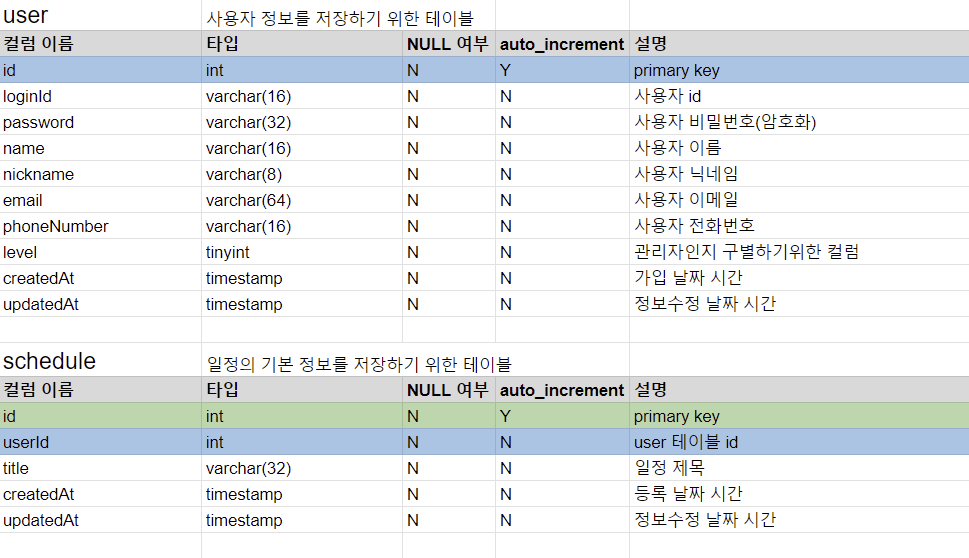 user 사용자 정보를 저장하기 위한 테이블
컬럼 이름 타입 NULL 여부 auto_increment 설명
id int N Y primary key
loginId varchar(16) N N 사용자 id
password varchar(32) N N 사용자 비밀번호(암호화)
name varchar(16) N N 사용자 이름
nickname varchar(8) N N 사용자 닉네임
email varchar(64) N N 사용자 이메일
phoneNumber varchar(16) N N 사용자 전화번호
level tinyint N N 관리자인지 구별하기위한 컬럼
createdAt timestamp N N 가입 날짜 시간
updatedAt timestamp N N 정보수정 날짜 시간
schedule 일정의 기본 정보를 저장하기 위한 테이블
컬럼 이름 타입 NULL 여부 auto_increment 설명
id int N Y primary key
userId int N N user 테이블 id
title varchar(32) N N 일정 제목
createdAt timestamp N N 등록 날짜 시간
updatedAt timestamp N N 정보수정 날짜 시간